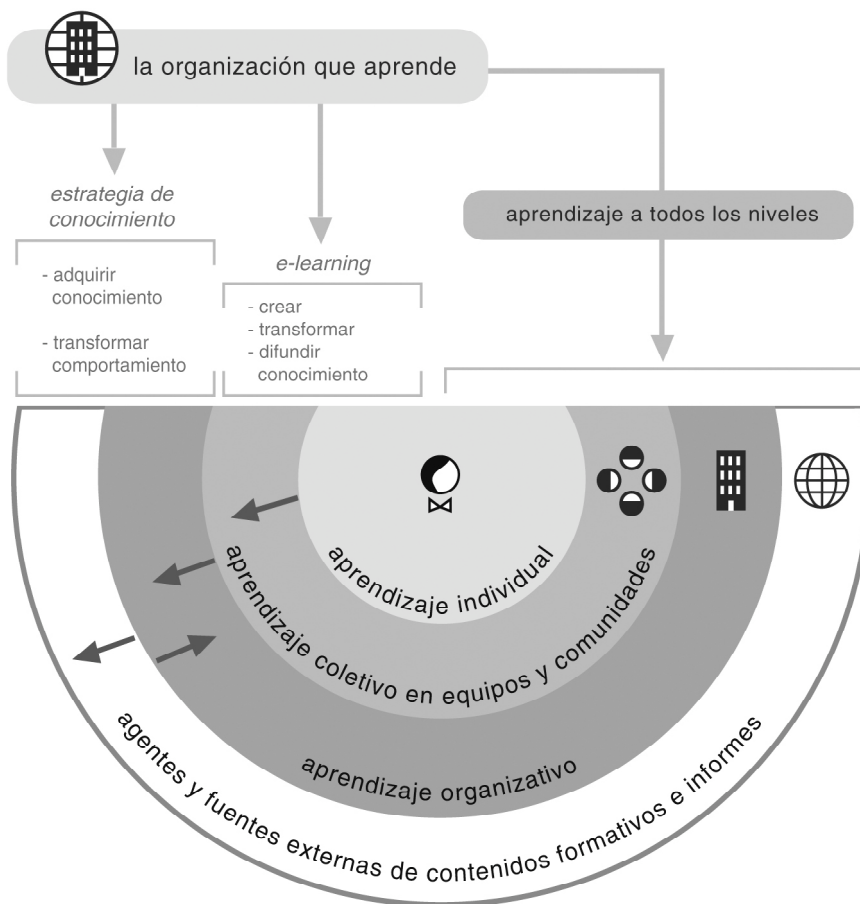 la organización que aprende
estrategia de
conocimiento
- adquirir
conocimiento
- transformar
comportamiento
e-learning
- crear
- transformar
- difundir
conocimiento
aprendizaje a todos los niveles
aprendizaje individual
aprendizaje coletivo en equipos y comunidades
aprendizaje organizativo
agentes y fuentes externas de contenidos formativos e informes